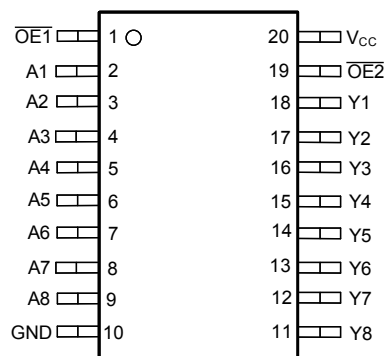 O̅E̅1̅ 1 20 VCC
A1 2 19 O̅E̅2̅
A2 3 18 Y1
A3 4 17 Y2
A4 5 16 Y3
A5 6 15 Y4
A6 7 14 Y5
A7 8 13 Y6
A8 9 12 Y7
GND 10 11 Y8